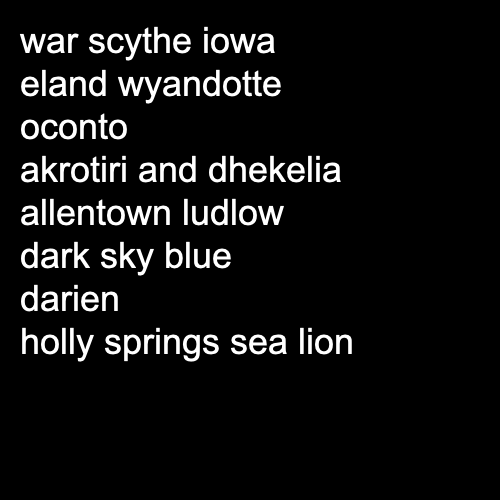 war scythe iowa
eland wyandotte
oconto
akrotiri and dhekelia
allentown ludlow
dark sky blue
darien
holly springs sea lion